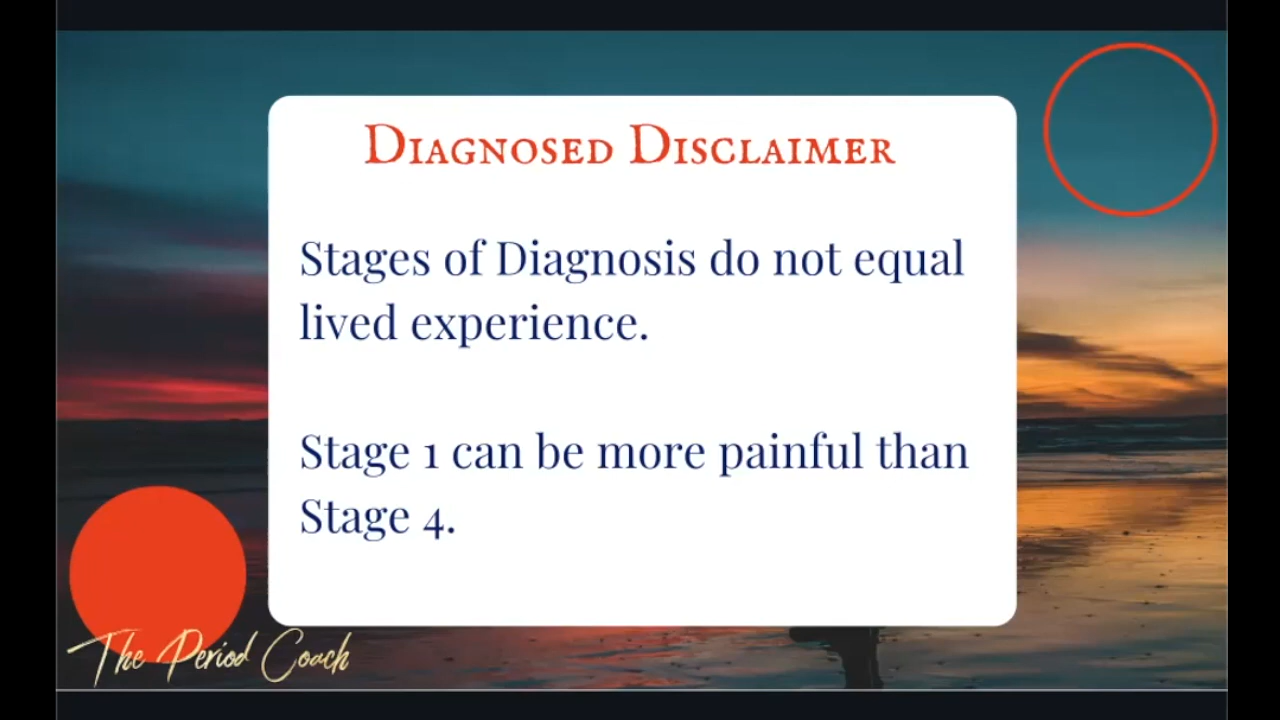 Diagnosed Disclaimer
Stages of Diagnosis do not equal
lived experience.
Stage 1 can be more painful than
Stage 4.
The Period Coach